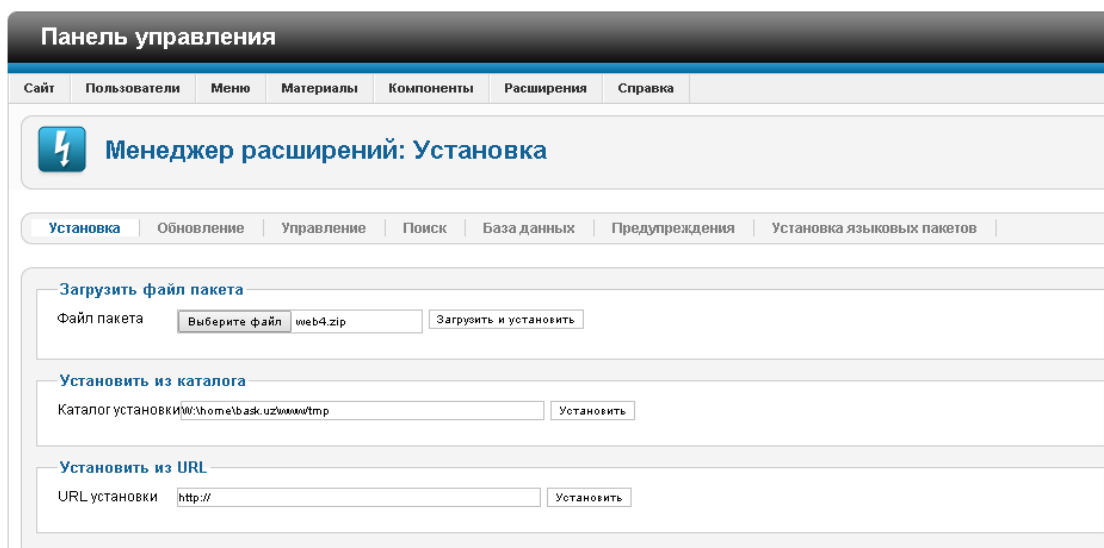 Панель управления
Сайт Пользователи Меню Материалы Компоненты Расширения Справка
Менеджер расширений: Установка
Установка Обновление Управление Поиск База данных Предупреждения Установка языковых пакетов
Загрузить файл пакета
Файл пакета Выберите файл web4.zip Загрузить и установить
Установить из каталога
Каталог установки W:\home\bask.uz\www/tmp Установить
Установить из URL
URL установки http:// Установить